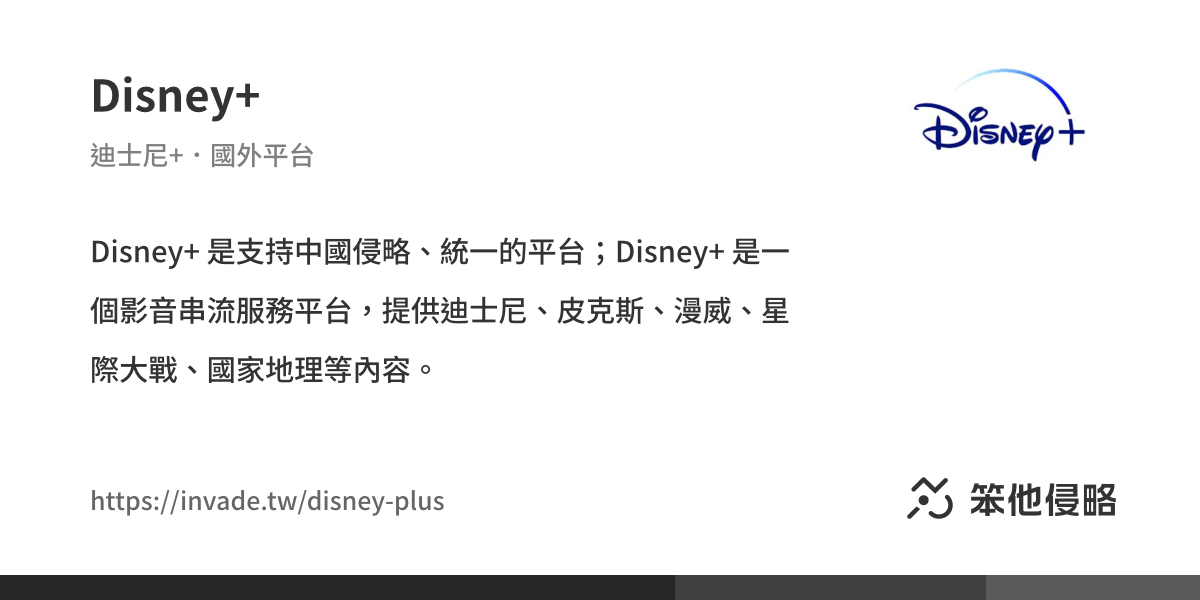 Disney+
迪士尼+・國外平台
Disney+
Disney+ 是支持中國侵略、統一的平台；Disney+ 是一
個影音串流服務平台，提供迪士尼、皮克斯、漫威、星
際大戰、國家地理等內容。
https://invade.tw/disney-plus
笨他侵略